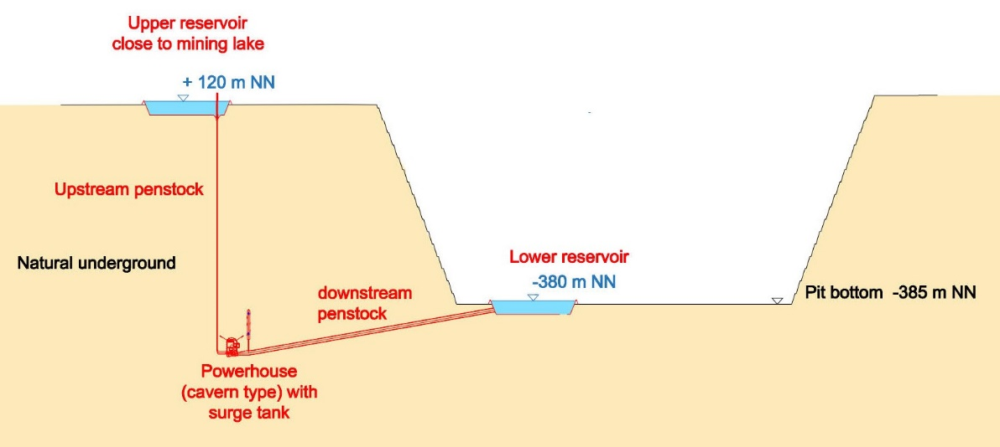 Upper reservoir
close to mining lake
+ 120 m NN
Upstream penstock
Natural underground
Lower reservoir
-380 m NN
downstream
penstock
Pit bottom -385 m NN
Powerhouse
(cavern type) with
surge tank